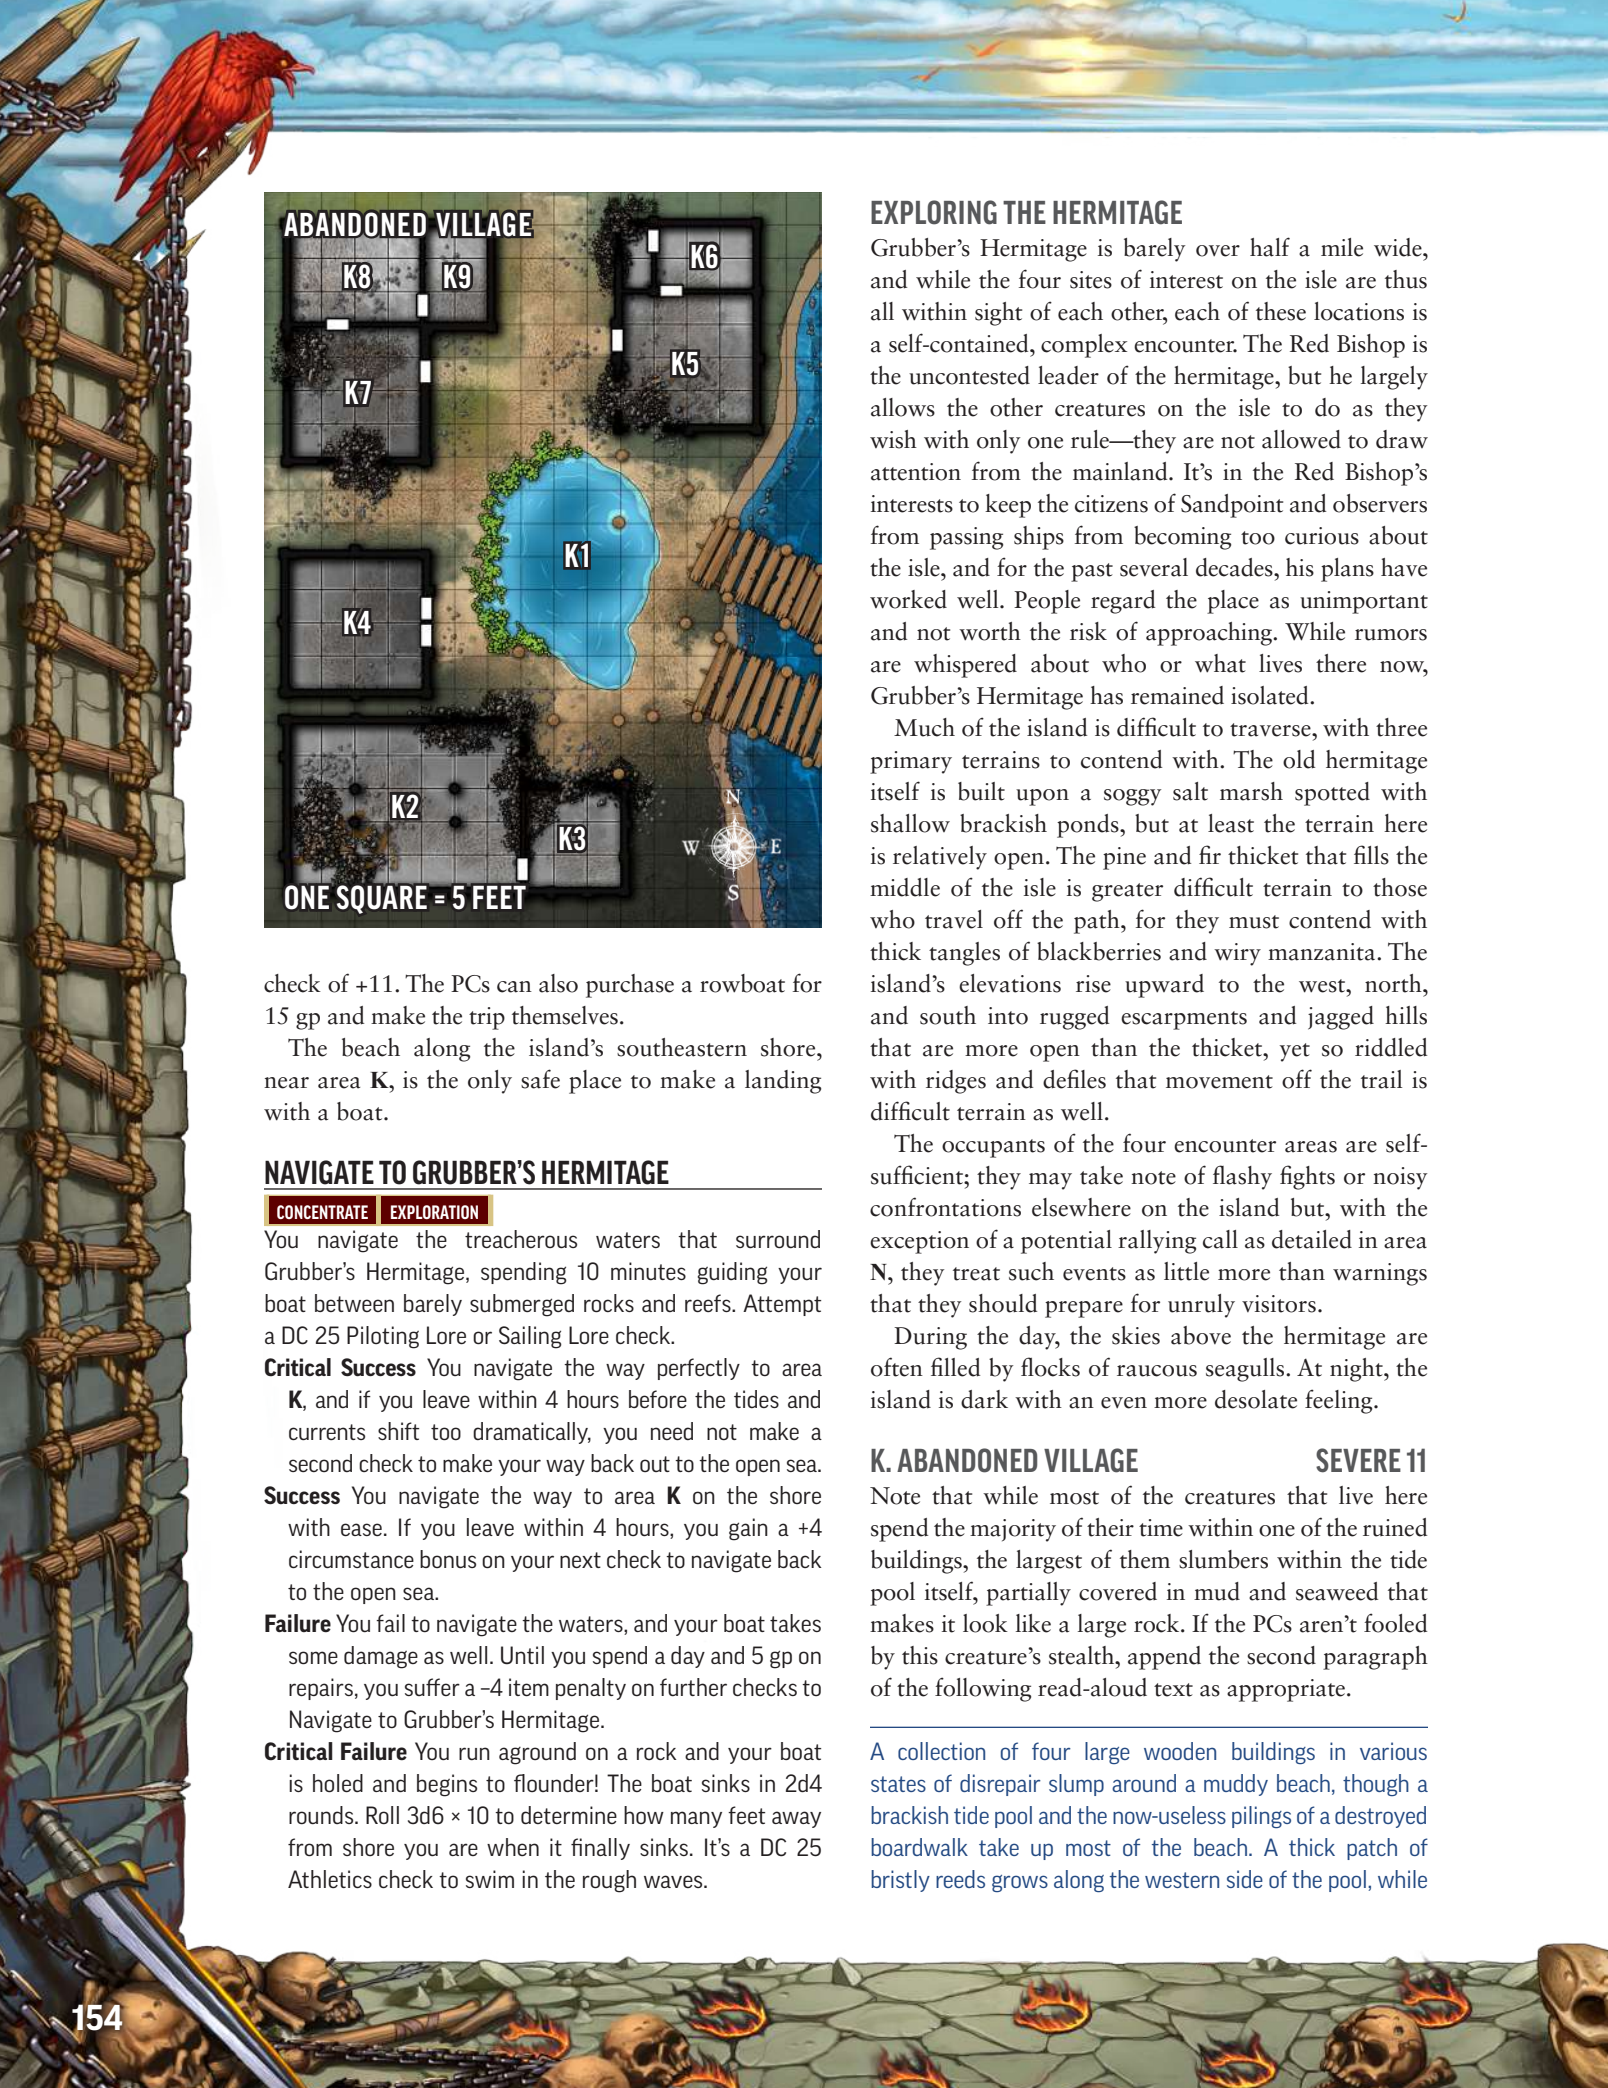 ABANDONED VILLAGE
K8
K9
K6
K5
K7
K1
K4
K2
K3
N
W
E
S
ONE SQUARE = 5 FEET
check of +11. The PCs can also purchase a rowboat for
15 gp and make the trip themselves.
The beach along the island’s southeastern shore,
near area K, is the only safe place to make a landing
with a boat.
NAVIGATE TO GRUBBER’S HERMITAGE
CONCENTRATE EXPLORATION
You navigate the treacherous waters that surround
Grubber’s Hermitage, spending 10 minutes guiding your
boat between barely submerged rocks and reefs. Attempt
a DC 25 Piloting Lore or Sailing Lore check.
Critical Success You navigate the way perfectly to area
K, and if you leave within 4 hours before the tides and
currents shift too dramatically, you need not make a
second check to make your way back out to the open sea.
Success You navigate the way to area K on the shore
with ease. If you leave within 4 hours, you gain a +4
circumstance bonus on your next check to navigate back
to the open sea.
Failure You fail to navigate the waters, and your boat takes
some damage as well. Until you spend a day and 5 gp on
repairs, you suffer a –4 item penalty on further checks to
Navigate to Grubber’s Hermitage.
Critical Failure You run aground on a rock and your boat
is holed and begins to flounder! The boat sinks in 2d4
rounds. Roll 3d6 × 10 to determine how many feet away
from shore you are when it finally sinks. It’s a DC 25
Athletics check to swim in the rough waves.
EXPLORING THE HERMITAGE
Grubber’s Hermitage is barely over half a mile wide,
and while the four sites of interest on the isle are thus
all within sight of each other, each of these locations is
a self-contained, complex encounter. The Red Bishop is
the uncontested leader of the hermitage, but he largely
allows the other creatures on the isle to do as they
wish with only one rule—they are not allowed to draw
attention from the mainland. It’s in the Red Bishop’s
interests to keep the citizens of Sandpoint and observers
from passing ships from becoming too curious about
the isle, and for the past several decades, his plans have
worked well. People regard the place as unimportant
and not worth the risk of approaching. While rumors
are whispered about who or what lives there now,
Grubber’s Hermitage has remained isolated.
Much of the island is difficult to traverse, with three
primary terrains to contend with. The old hermitage
itself is built upon a soggy salt marsh spotted with
shallow brackish ponds, but at least the terrain here
is relatively open. The pine and fir thicket that fills the
middle of the isle is greater difficult terrain to those
who travel off the path, for they must contend with
thick tangles of blackberries and wiry manzanita. The
island’s elevations rise upward to the west, north,
and south into rugged escarpments and jagged hills
that are more open than the thicket, yet so riddled
with ridges and defiles that movement off the trail is
difficult terrain as well.
The occupants of the four encounter areas are self-
sufficient; they may take note of flashy fights or noisy
confrontations elsewhere on the island but, with the
exception of a potential rallying call as detailed in area
N, they treat such events as little more than warnings
that they should prepare for unruly visitors.
During the day, the skies above the hermitage are
often filled by flocks of raucous seagulls. At night, the
island is dark with an even more desolate feeling.
K. ABANDONED VILLAGE SEVERE 11
Note that while most of the creatures that live here
spend the majority of their time within one of the ruined
buildings, the largest of them slumbers within the tide
pool itself, partially covered in mud and seaweed that
makes it look like a large rock. If the PCs aren’t fooled
by this creature’s stealth, append the second paragraph
of the following read-aloud text as appropriate.
A collection of four large wooden buildings in various
states of disrepair slump around a muddy beach, though a
brackish tide pool and the now-useless pilings of a destroyed
boardwalk take up most of the beach. A thick patch of
bristly reeds grows along the western side of the pool, while
154